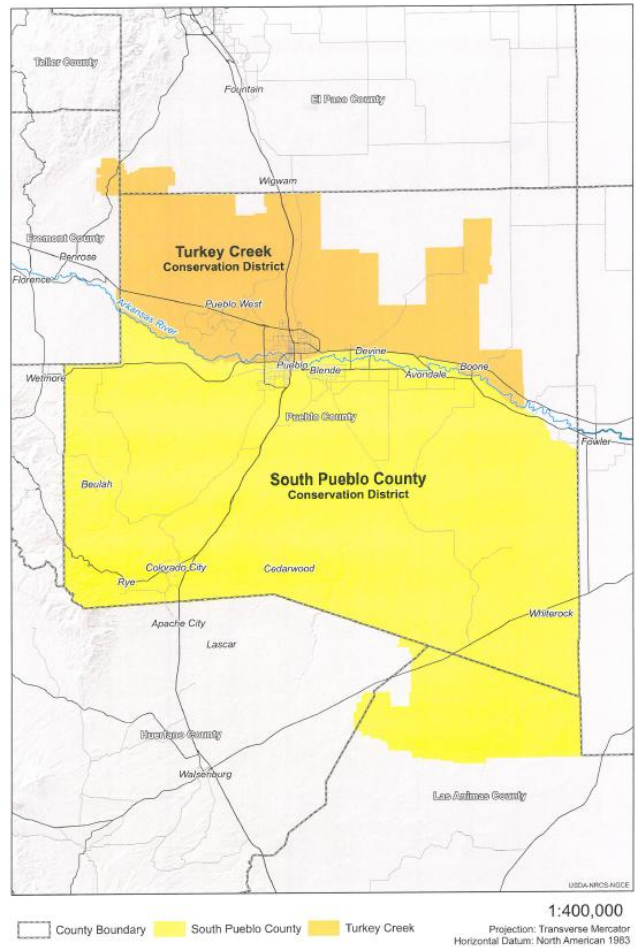 Teller County
Fountain
El Paso County
Wigwam
Fremont County
Penrose
Turkey Creek
Conservation District
Florence
Arkansas River
Pueblo West
Devine
Pueblo
Blende
Boone
Avondale
Wetmore
Pueblo County
Fowler
South Pueblo County
Conservation District
Beulah
Colorado City
Cedarwood
Rye
Whiterock
Apache City
Lascar
Huerfano County
Walsenburg
Las Animas County
USDA-NRCS-NGCE
1:400,000
County Boundary
South Pueblo County
Turkey Creek
Projection: Transverse Mercator
Horizontal Datum: North American 1983